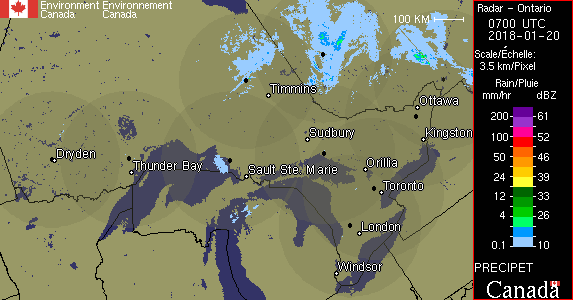 Environment Environnement
Canada Canada
100 KM
Timmins
Ottawa
Sudbury
Kingston
Dryden
Thunder Bay
Sault Ste. Marie
Orillia
Toronto
London
Windsor
Radar - Ontario
0700 UTC
2018-01-20
Scale/Échelle:
3.5 km/Pixel
Rain/Pluie
mm/hr dBZ
200 61
100 52
50 46
24 39
12 33
4 26
0.1 10
PRECIPET
Canada